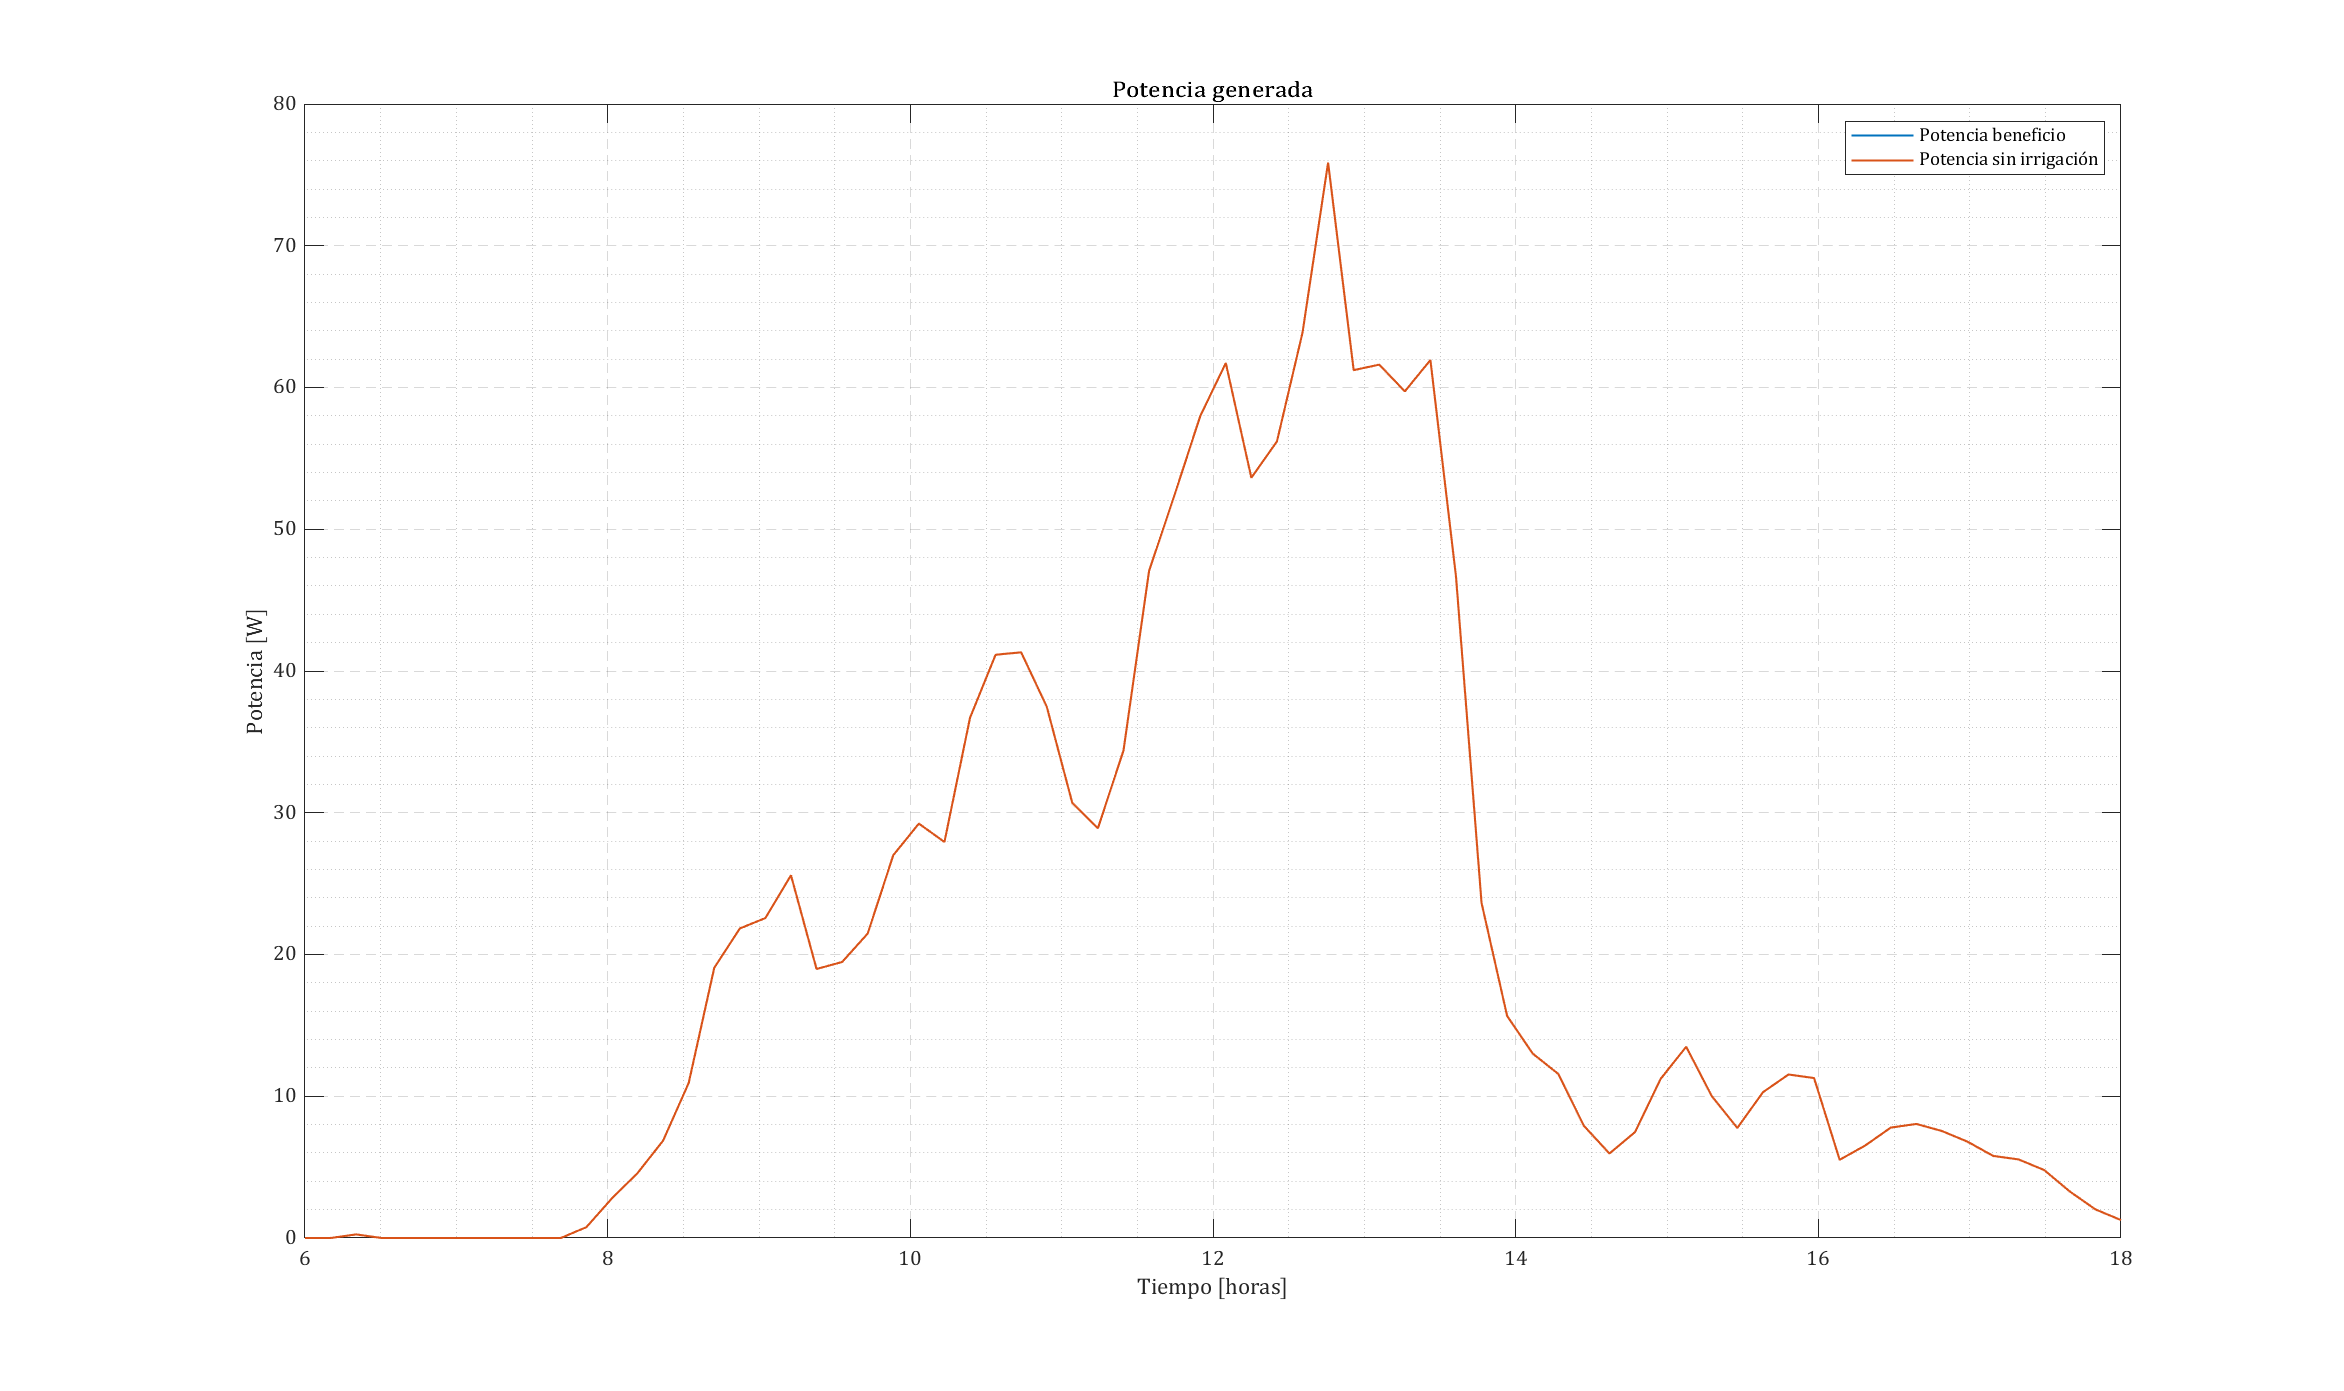 Potencia generada
80
70
60
50
40
30
20
10
0
Potencia [W]
Potencia beneficio
Potencia sin irrigación
6 8 10 12 14 16 18
Tiempo [horas]